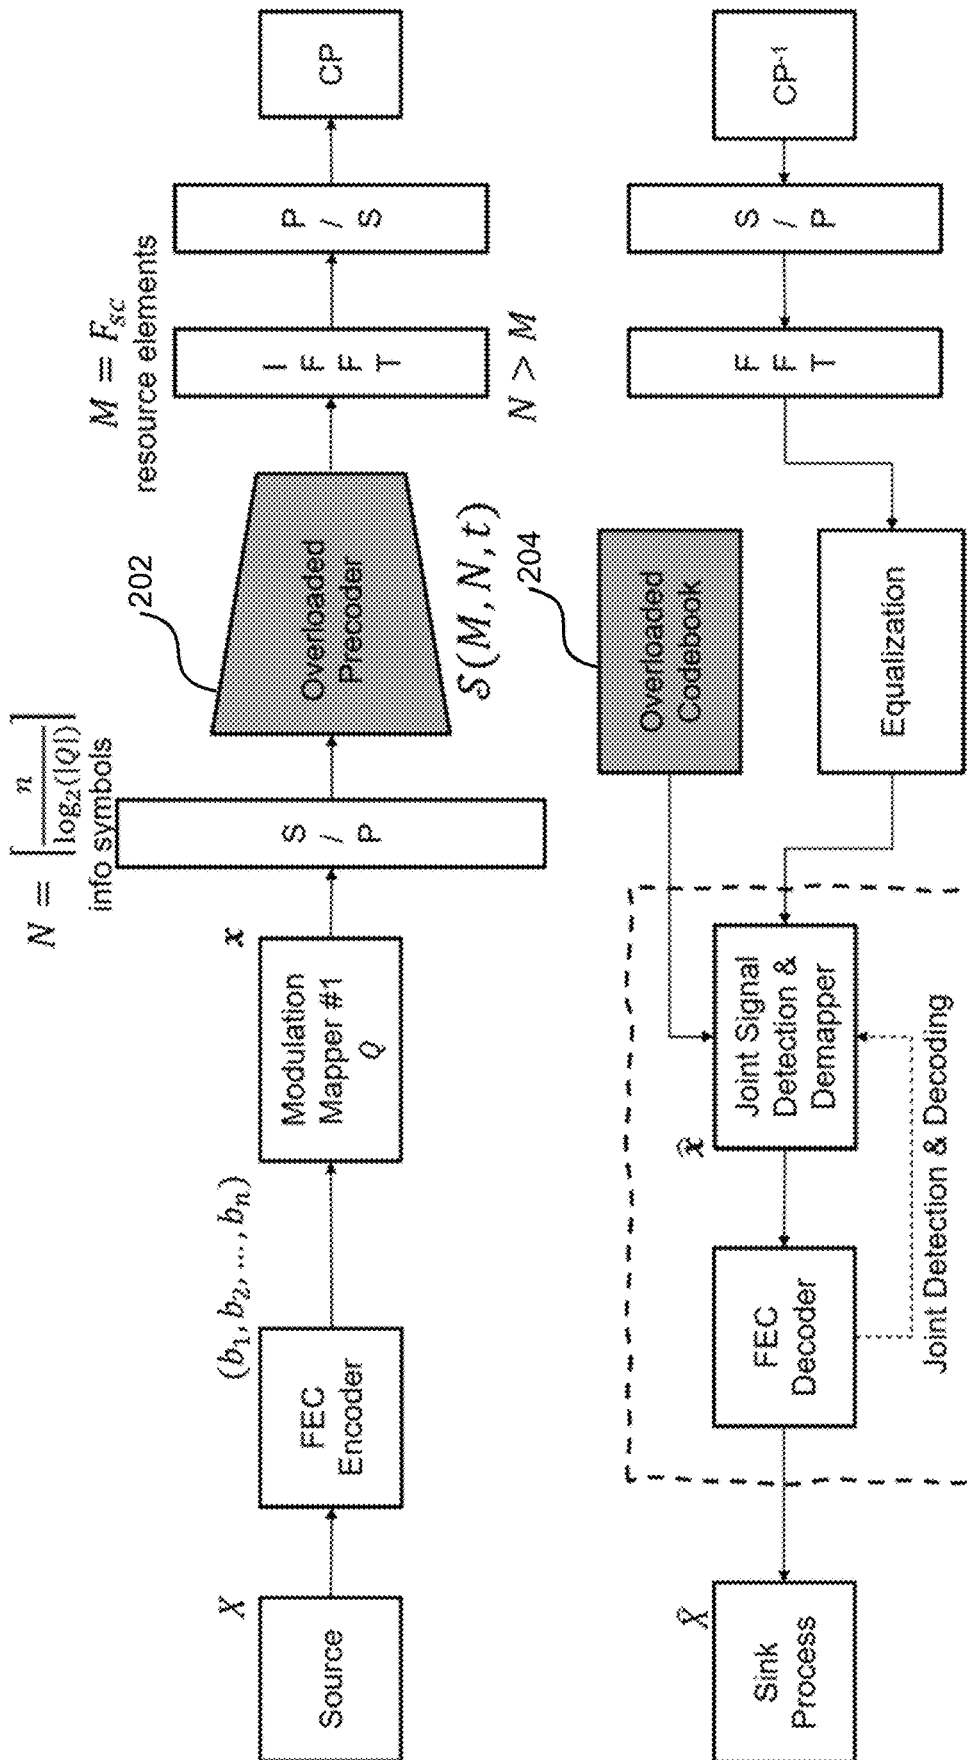 X
Source
FEC
Encoder
(b₁, b₂, ..., bₙ)
Modulation
Mapper #1
Q
x
N = ⌈n / log₂(|Q|)⌉
info symbols
S
/
P
202
Overloaded
Precoder
S(M, N, t)
M = F_sc
resource elements
I
F
F
T
N > M
P
/
S
CP
X̂
Sink
Process
FEC
Decoder
x̂
Joint Signal
Detection &
Demapper
Joint Detection & Decoding
204
Overloaded
Codebook
Equalization
F
F
T
S
/
P
CP⁻¹